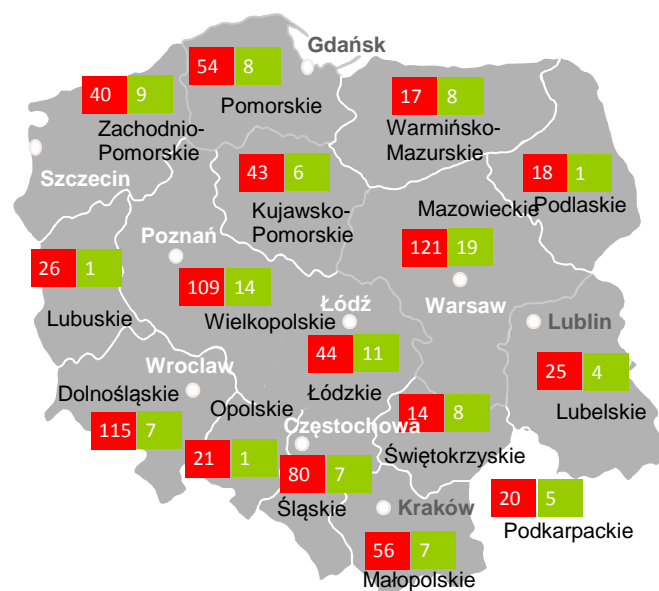 Gdańsk
54 8
Pomorskie
40 9
Zachodnio-
Pomorskie
17 8
Warmińsko-
Mazurskie
Szczecin
43 6
Kujawsko-
Pomorskie
18 1
Podlaskie
Mazowieckie
121 19
Warsaw
Poznań
26 1
Lubuskie
109 14
Wielkopolskie
Łódź
44 11
Łódzkie
Lublin
25 4
Lubelskie
Wroclaw
Dolnośląskie
115 7
Opolskie
21 1
Częstochowa
14 8
Świętokrzyskie
80 7
Śląskie
20 5
Podkarpackie
Kraków
56 7
Małopolskie